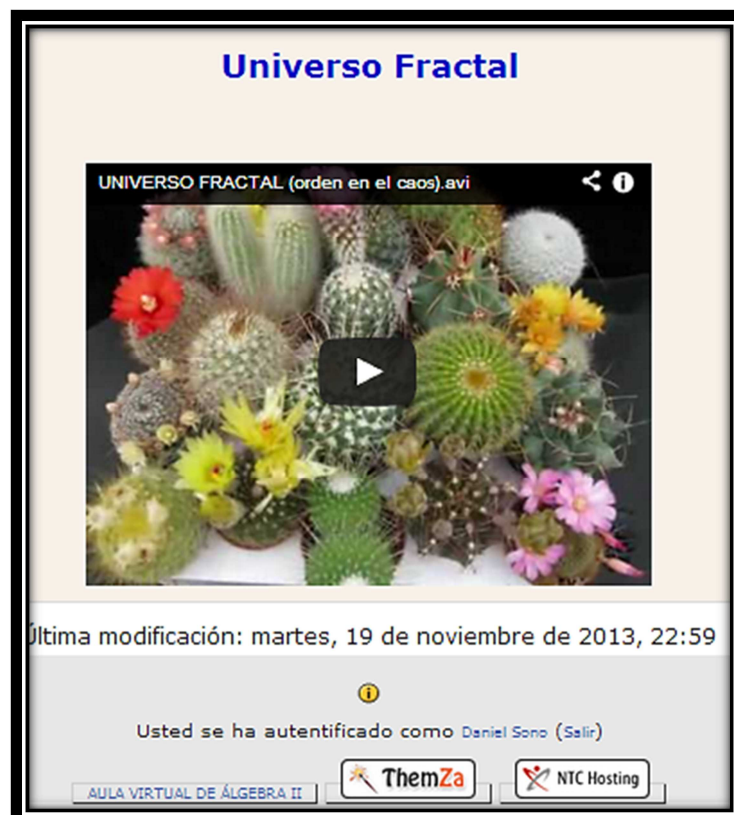 Universo Fractal
UNIVERSO FRACTAL (orden en el caos).avi
Última modificación: martes, 19 de noviembre de 2013, 22:59
Usted se ha autentificado como Daniel Sono (Salir)
AULA VIRTUAL DE ÁLGEBRA II
ThemZa
NTC Hosting